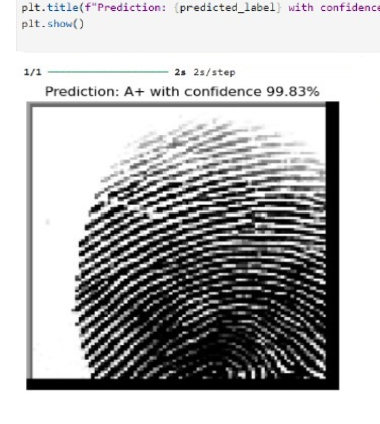 plt.title(f"Prediction: {predicted_label} with confidence
plt.show()
1/1 2s 2s/step
Prediction: A+ with confidence 99.83%